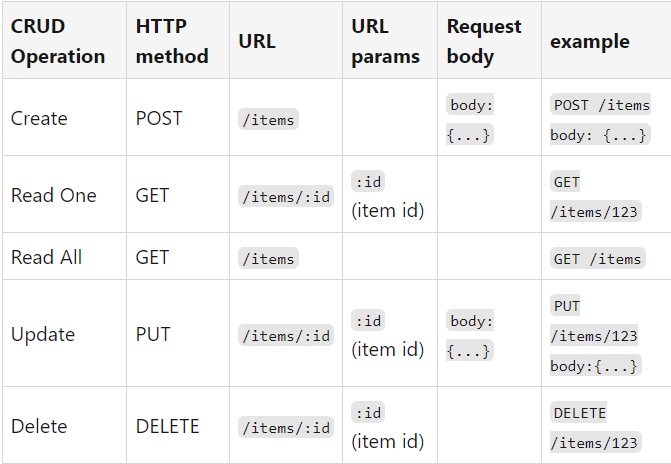 CRUD Operation HTTP method URL URL params Request body example
Create POST /items body: {...} POST /items body: {...}
Read One GET /items/:id :id (item id) GET /items/123
Read All GET /items GET /items
Update PUT /items/:id :id (item id) body: {...} PUT /items/123 body:{...}
Delete DELETE /items/:id :id (item id) DELETE /items/123